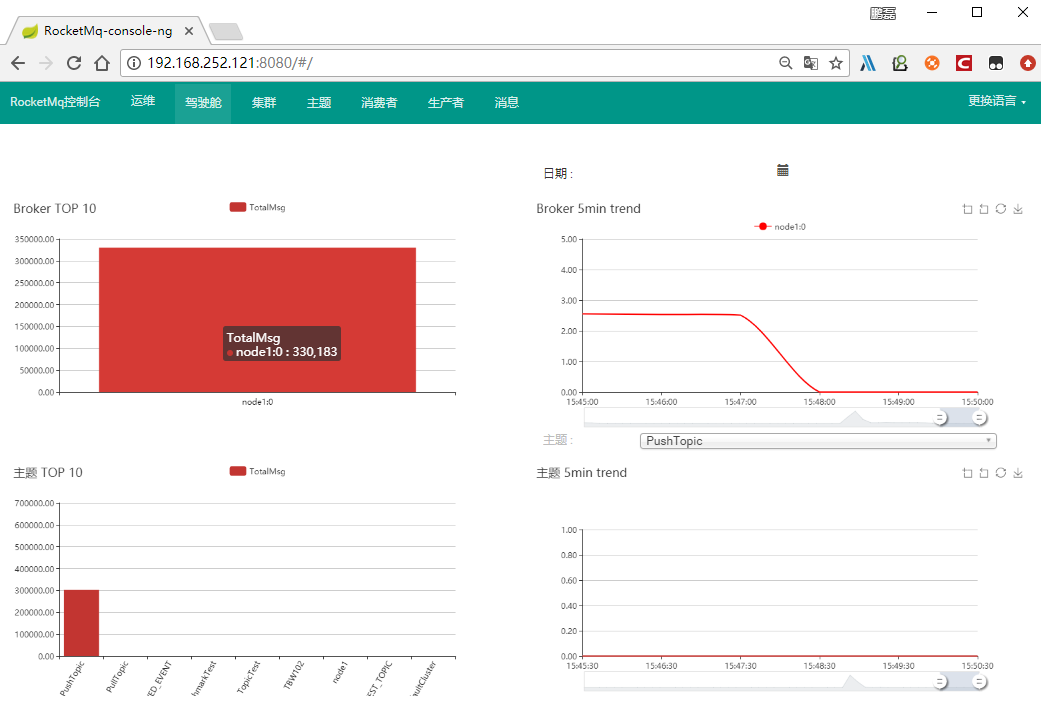 鹏磊
RocketMq-console-ng
192.168.252.121:8080/#/
RocketMq控制台 运维 驾驶舱 集群 主题 消费者 生产者 消息 更换语言
日期 :
Broker TOP 10
TotalMsg
350000.00
300000.00
250000.00
200000.00
150000.00
100000.00
50000.00
0.00
TotalMsg
node1:0 : 330,183
node1:0
Broker 5min trend
node1:0
5.00
4.00
3.00
2.00
1.00
0.00
15:45:00 15:46:00 15:47:00 15:48:00 15:49:00 15:50:00
主题 :
PushTopic
主题 TOP 10
TotalMsg
700000.00
600000.00
500000.00
400000.00
300000.00
200000.00
100000.00
0.00
PushTopic
PullTopic
ED_EVENT
hmarkTest
TopicTest
TBW102
node1
EST_TOPIC
aultCluster
主题 5min trend
1.00
0.80
0.60
0.40
0.20
0.00
15:45:30 15:46:30 15:47:30 15:48:30 15:49:30 15:50:30